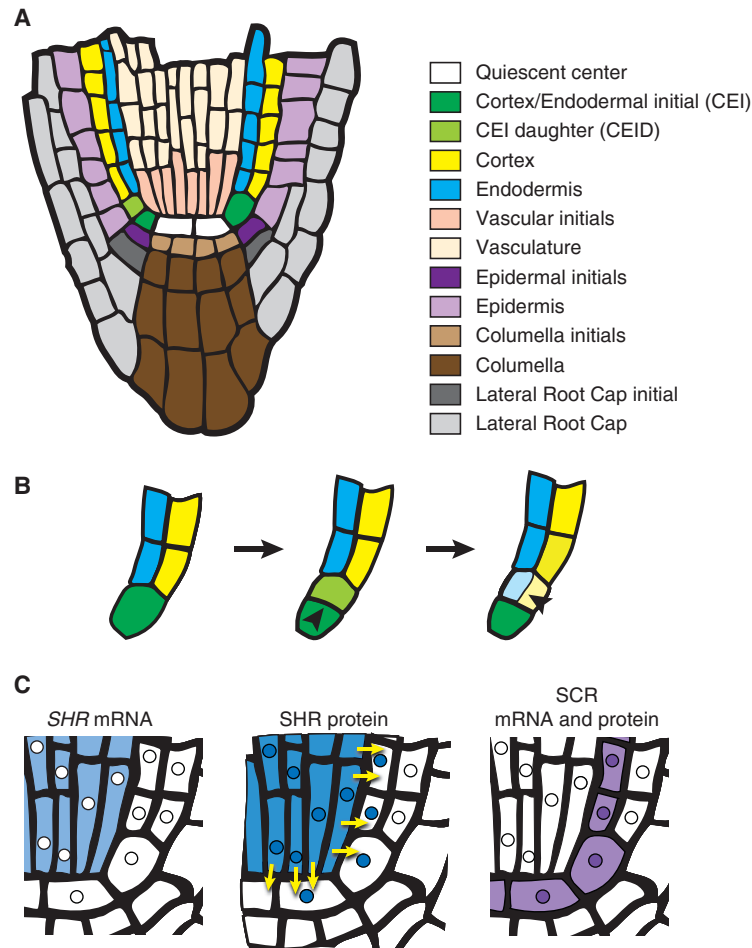 A
Quiescent center
Cortex/Endodermal initial (CEI)
CEI daughter (CEID)
Cortex
Endodermis
Vascular initials
Vasculature
Epidermal initials
Epidermis
Columella initials
Columella
Lateral Root Cap initial
Lateral Root Cap
B
C
SHR mRNA
SHR protein
SCR
mRNA and protein